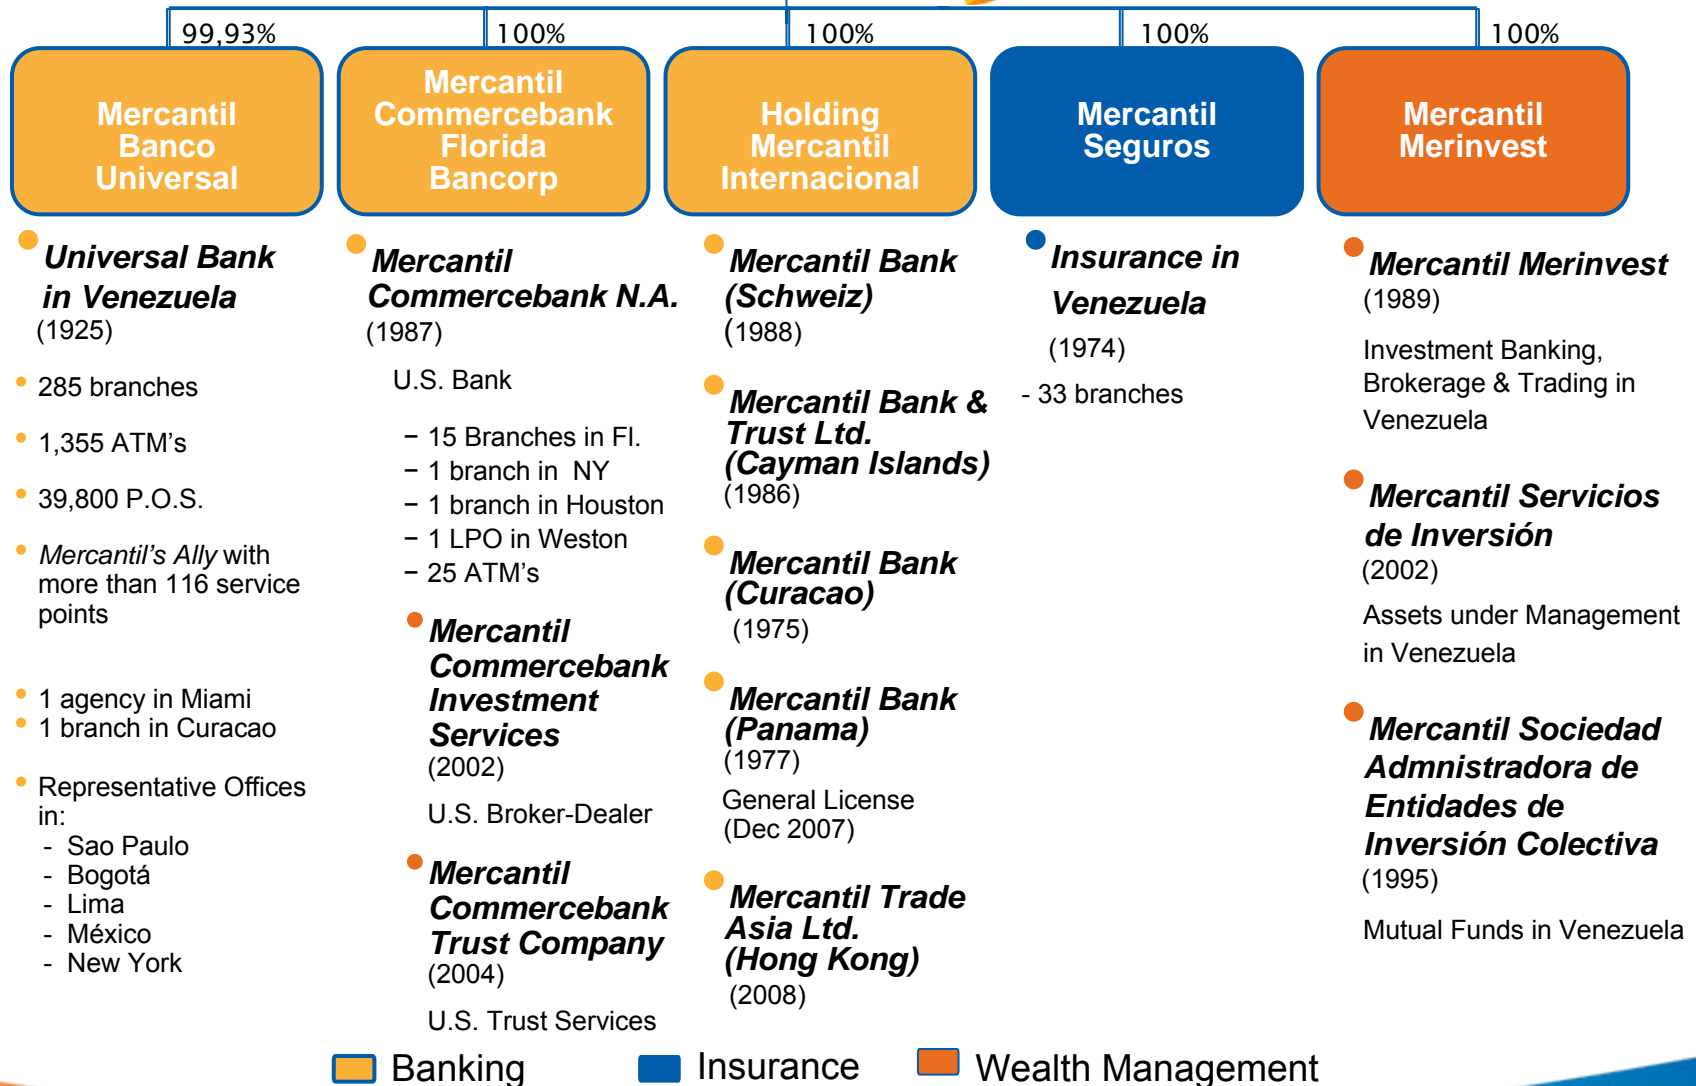 99,93%
100%
100%
100%
100%
Mercantil
Banco
Universal
Mercantil
Commercebank
Florida
Bancorp
Holding
Mercantil
Internacional
Mercantil
Seguros
Mercantil
Merinvest
Universal Bank
in Venezuela
(1925)
285 branches
1,355 ATM's
39,800 P.O.S.
Mercantil's Ally with
more than 116 service
points
1 agency in Miami
1 branch in Curacao
Representative Offices
in:
- Sao Paulo
- Bogotá
- Lima
- México
- New York
Mercantil
Commercebank N.A.
(1987)
U.S. Bank
– 15 Branches in Fl.
– 1 branch in NY
– 1 branch in Houston
– 1 LPO in Weston
– 25 ATM's
Mercantil
Commercebank
Investment
Services
(2002)
U.S. Broker-Dealer
Mercantil
Commercebank
Trust Company
(2004)
U.S. Trust Services
Mercantil Bank
(Schweiz)
(1988)
Mercantil Bank &
Trust Ltd.
(Cayman Islands)
(1986)
Mercantil Bank
(Curacao)
(1975)
Mercantil Bank
(Panama)
(1977)
General License
(Dec 2007)
Mercantil Trade
Asia Ltd.
(Hong Kong)
(2008)
Insurance in
Venezuela
(1974)
- 33 branches
Mercantil Merinvest
(1989)
Investment Banking,
Brokerage & Trading in
Venezuela
Mercantil Servicios
de Inversión
(2002)
Assets under Management
in Venezuela
Mercantil Sociedad
Admnistradora de
Entidades de
Inversión Colectiva
(1995)
Mutual Funds in Venezuela
Banking
Insurance
Wealth Management